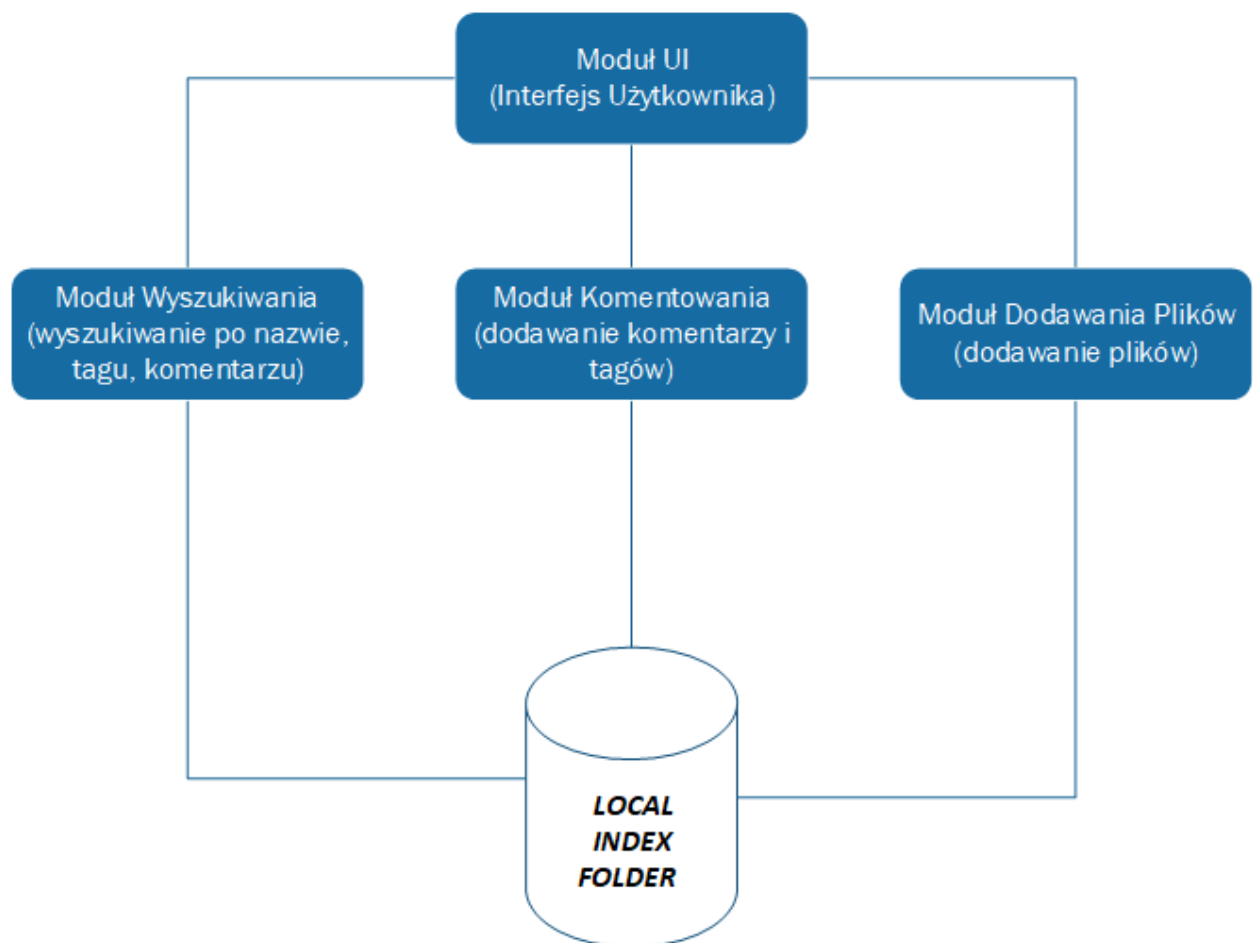 Moduł UI
(Interfejs Użytkownika)
Moduł Wyszukiwania
(wyszukiwanie po nazwie,
tagu, komentarzu)
Moduł Komentowania
(dodawanie komentarzy i
tagów)
Moduł Dodawania Plików
(dodawanie plików)
LOCAL
INDEX
FOLDER